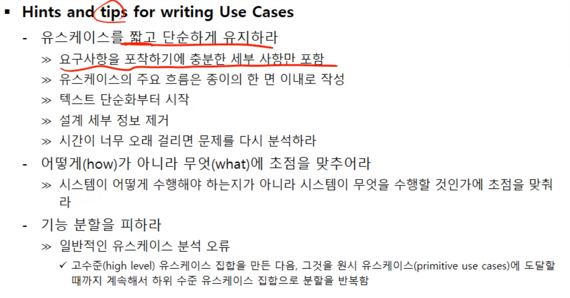 ▪ Hints and tips for writing Use Cases
- 유스케이스를 짧고 단순하게 유지하라
≫ 요구사항을 포착하기에 충분한 세부 사항만 포함
≫ 유스케이스의 주요 흐름은 종이의 한 면 이내로 작성
≫ 텍스트 단순화부터 시작
≫ 설계 세부 정보 제거
≫ 시간이 너무 오래 걸리면 문제를 다시 분석하라
- 어떻게(how)가 아니라 무엇(what)에 초점을 맞추어라
≫ 시스템이 어떻게 수행해야 하는지가 아니라 시스템이 무엇을 수행할 것인가에 초점을 맞춰
라
- 기능 분할을 피하라
≫ 일반적인 유스케이스 분석 오류
✓ 고수준(high level) 유스케이스 집합을 만든 다음, 그것을 원시 유스케이스(primitive use cases)에 도달할
때까지 계속해서 하위 수준 유스케이스 집합으로 분할을 반복함